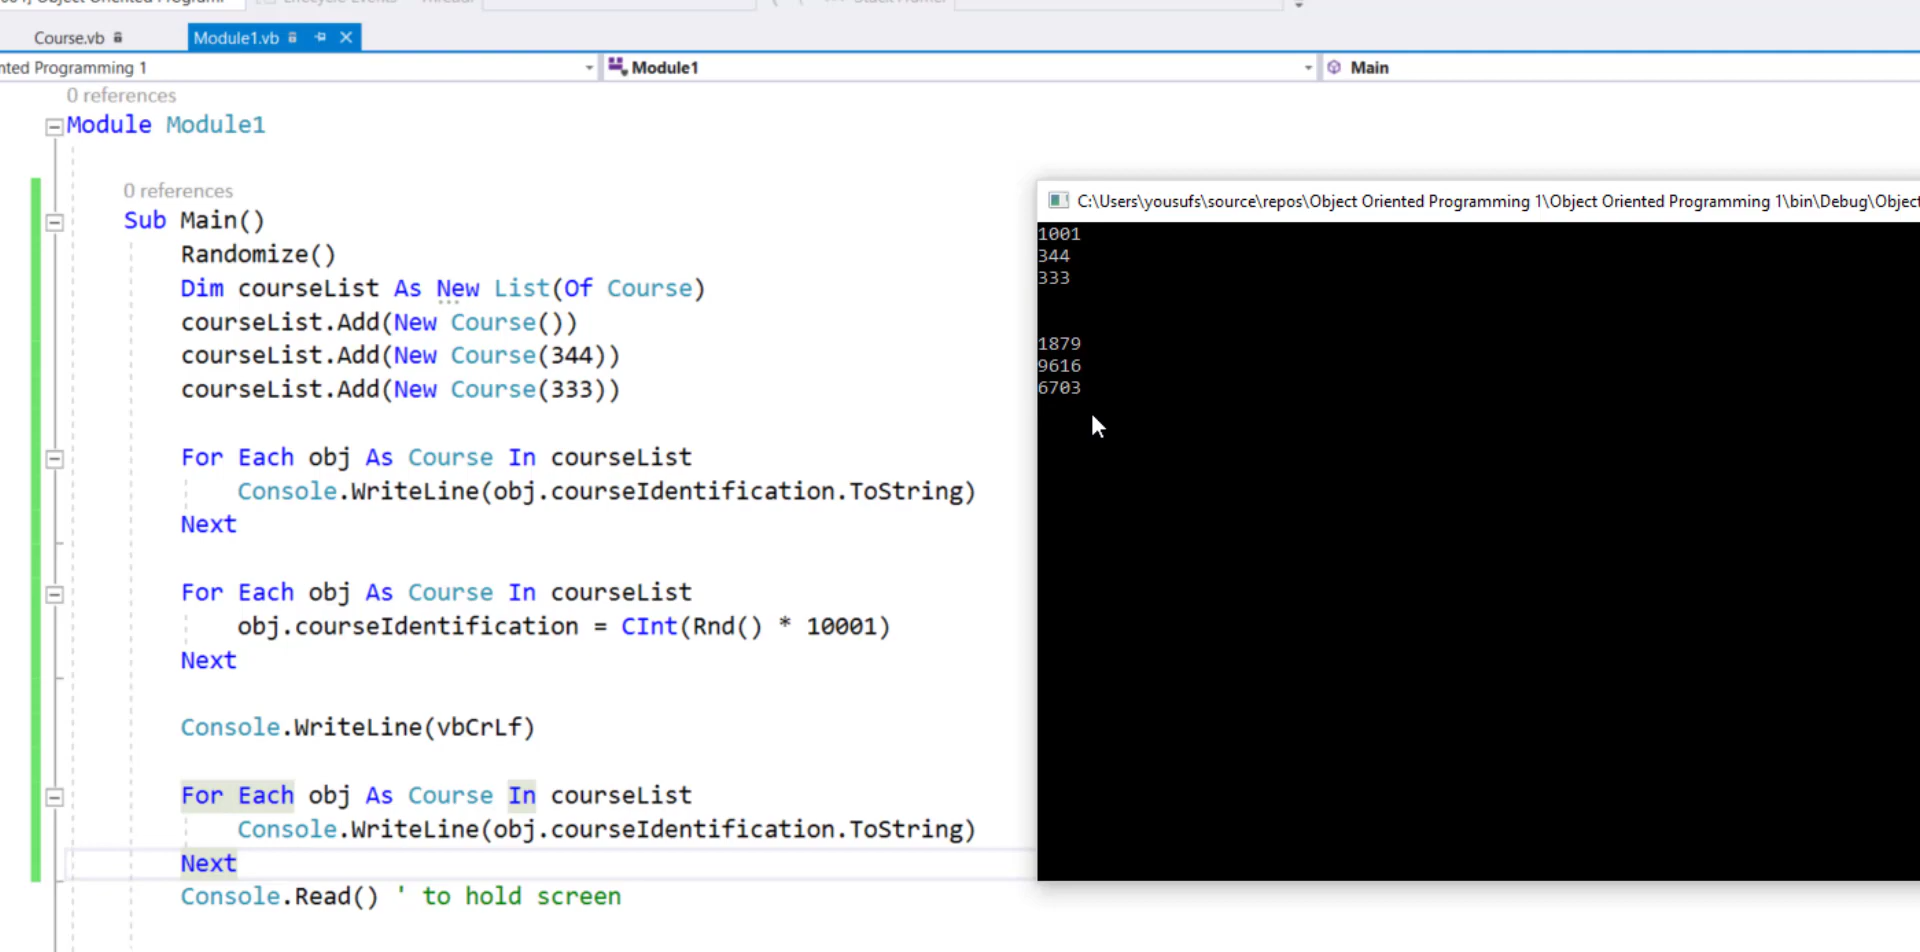 Course.vb
Module1.vb
nted Programming 1
Module1
Main
0 references
Module Module1
0 references
Sub Main()
Randomize()
Dim courseList As New List(Of Course)
courseList.Add(New Course())
courseList.Add(New Course(344))
courseList.Add(New Course(333))
For Each obj As Course In courseList
Console.WriteLine(obj.courseIdentification.ToString)
Next
For Each obj As Course In courseList
obj.courseIdentification = CInt(Rnd() * 10001)
Next
Console.WriteLine(vbCrLf)
For Each obj As Course In courseList
Console.WriteLine(obj.courseIdentification.ToString)
Next
Console.Read() ' to hold screen
C:\Users\yousufs\source\repos\Object Oriented Programming 1\Object Oriented Programming 1\bin\Debug\Object
1001
344
333
1879
9616
6703